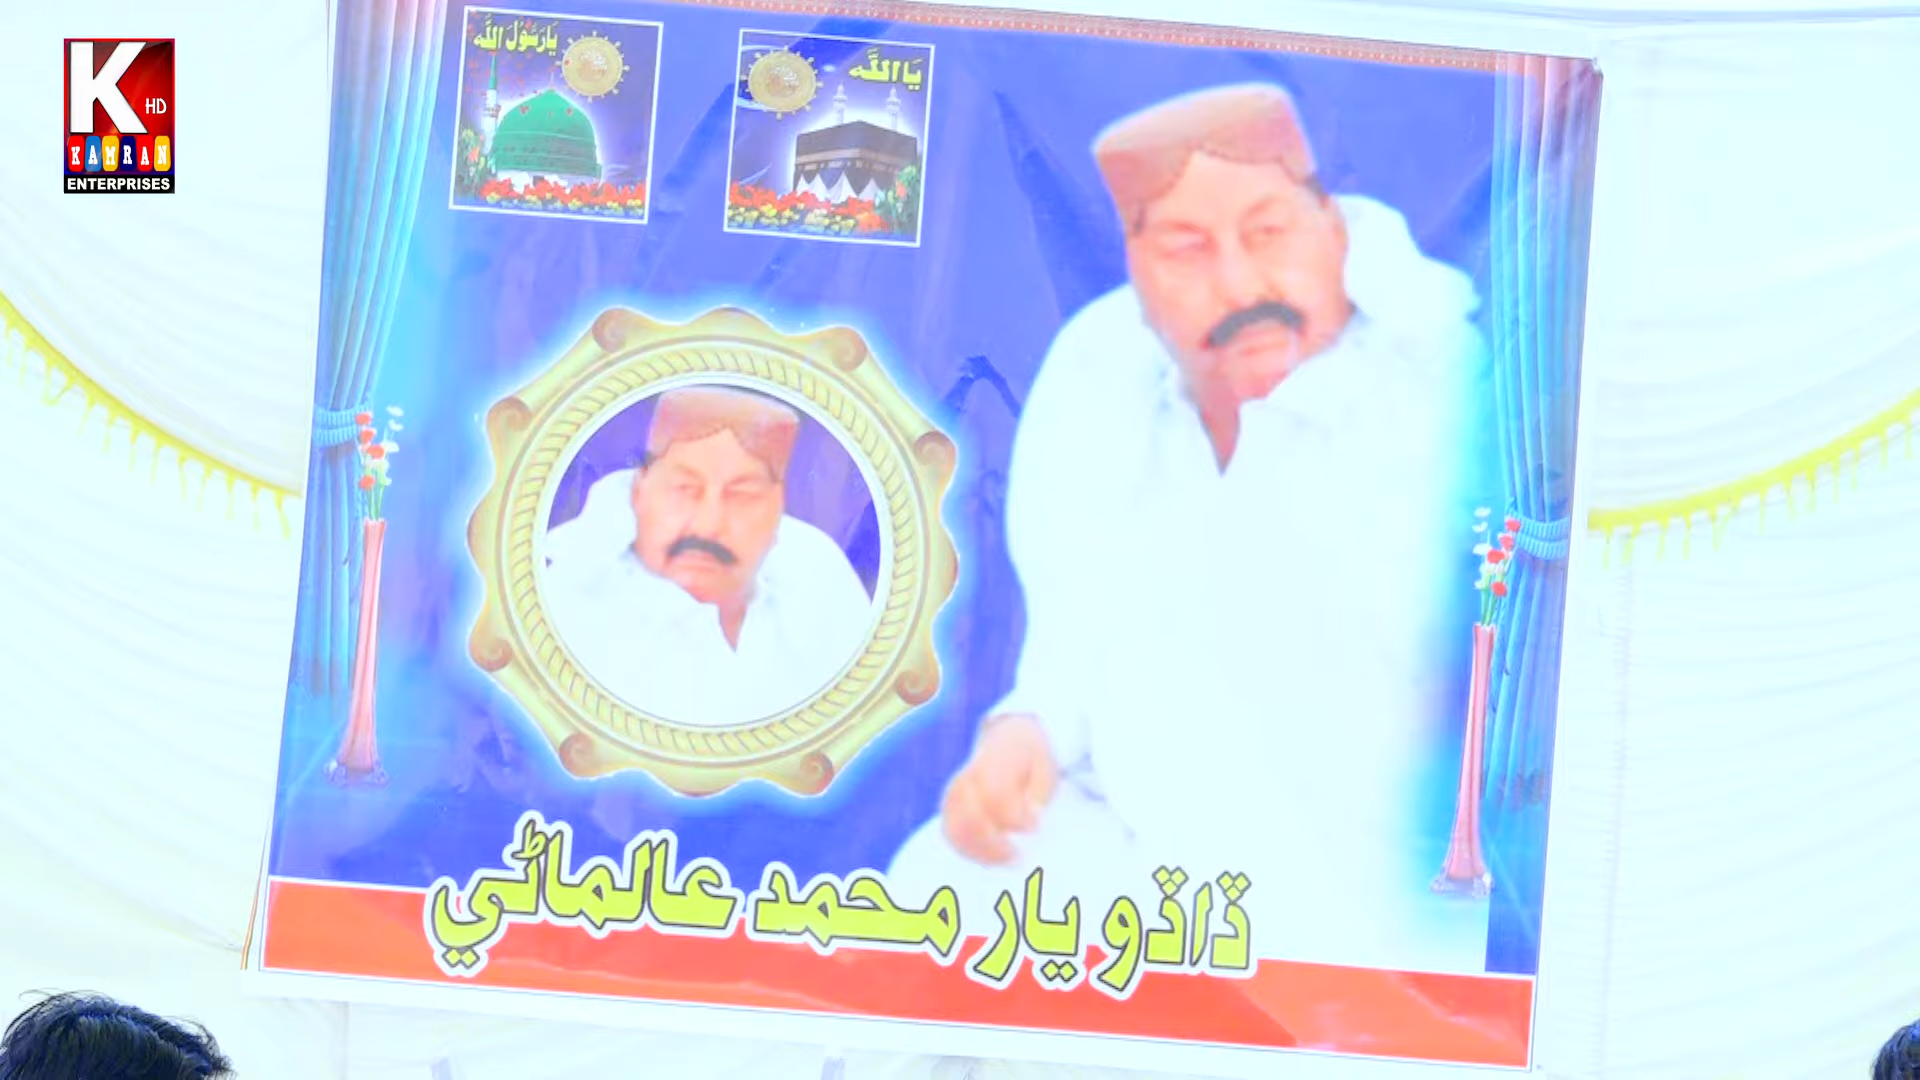 K HD
KAMRAN
ENTERPRISES
يارسول الله
يا الله
ڏاڏو يار محمد عالماڻي